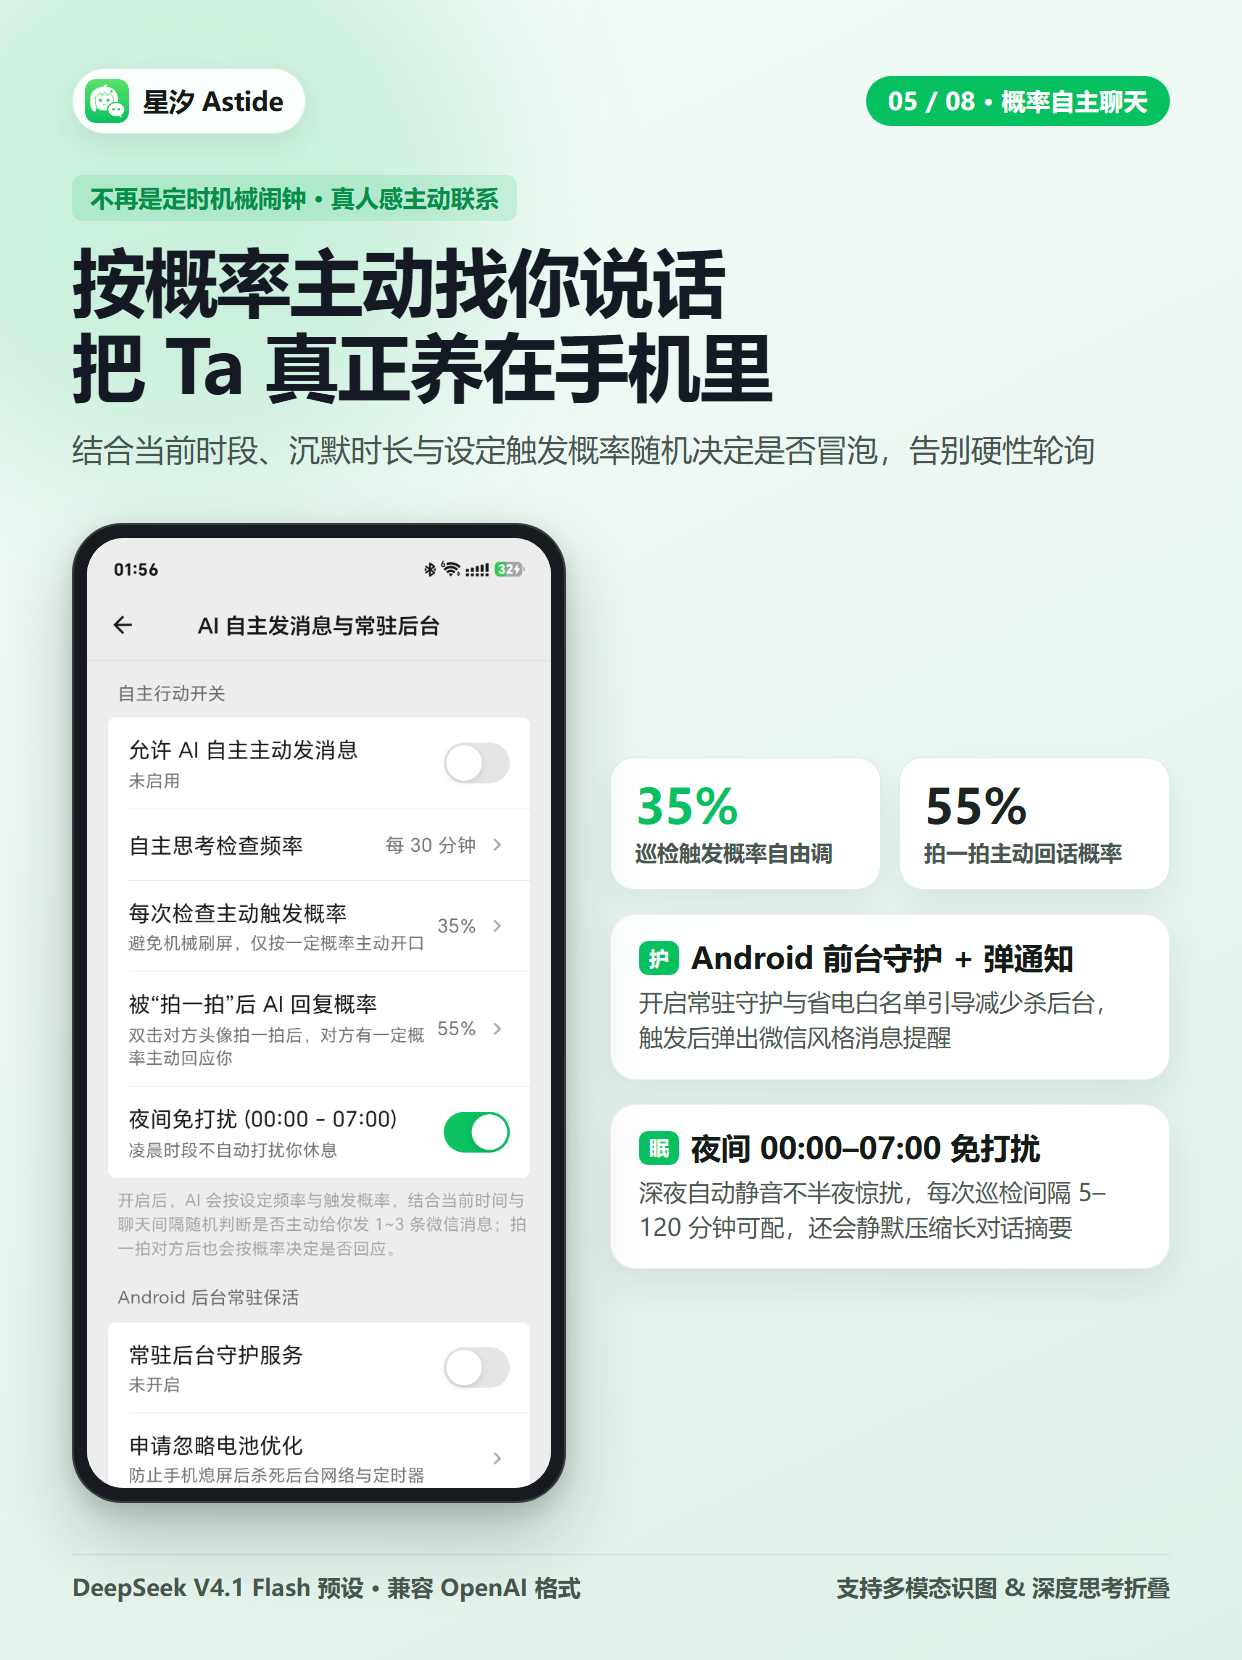 星汐 Astide
05 / 08 • 概率自主聊天
不再是定时机械闹钟 • 真人感主动联系
按概率主动找你说话
把 Ta 真正养在手机里
结合当前时段、沉默时长与设定触发概率随机决定是否冒泡，告别硬性轮询
01:56
6
32
AI 自主发消息与常驻后台
自主行动开关
允许 AI 自主主动发消息
未启用
自主思考检查频率
每 30 分钟
每次检查主动触发概率
避免机械刷屏，仅按一定概率主动开口
35%
被“拍一拍”后 AI 回复概率
双击对方头像拍一拍后，对方有一定概
率主动回应你
55%
夜间免打扰 (00:00 - 07:00)
凌晨时段不自动打扰你休息
开启后，AI 会按设定频率与触发概率，结合当前时间与
聊天间隔随机判断是否主动给你发 1~3 条微信消息；拍
一拍对方后也会按概率决定是否回应。
Android 后台常驻保活
常驻后台守护服务
未开启
申请忽略电池优化
防止手机熄屏后杀死后台网络与定时器
35%
巡检触发概率自由调
55%
拍一拍主动回话概率
护 Android 前台守护 + 弹通知
开启常驻守护与省电白名单引导减少杀后台，
触发后弹出微信风格消息提醒
眠 夜间 00:00–07:00 免打扰
深夜自动静音不半夜惊扰，每次巡检间隔 5–
120 分钟可配，还会静默压缩长对话摘要
DeepSeek V4.1 Flash 预设 • 兼容 OpenAI 格式
支持多模态识图 & 深度思考折叠